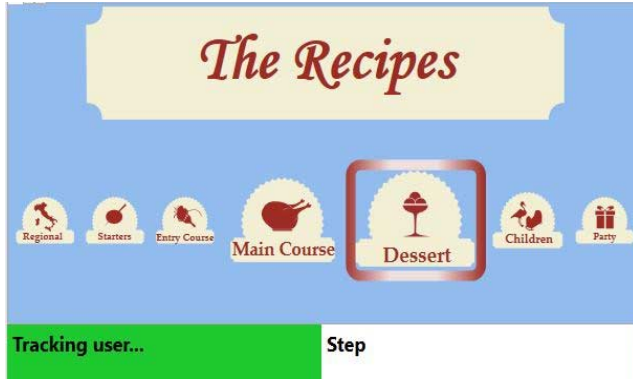 The Recipes
Regional
Starters
Entry Course
Main Course
Dessert
Children
Party
Tracking user...
Step